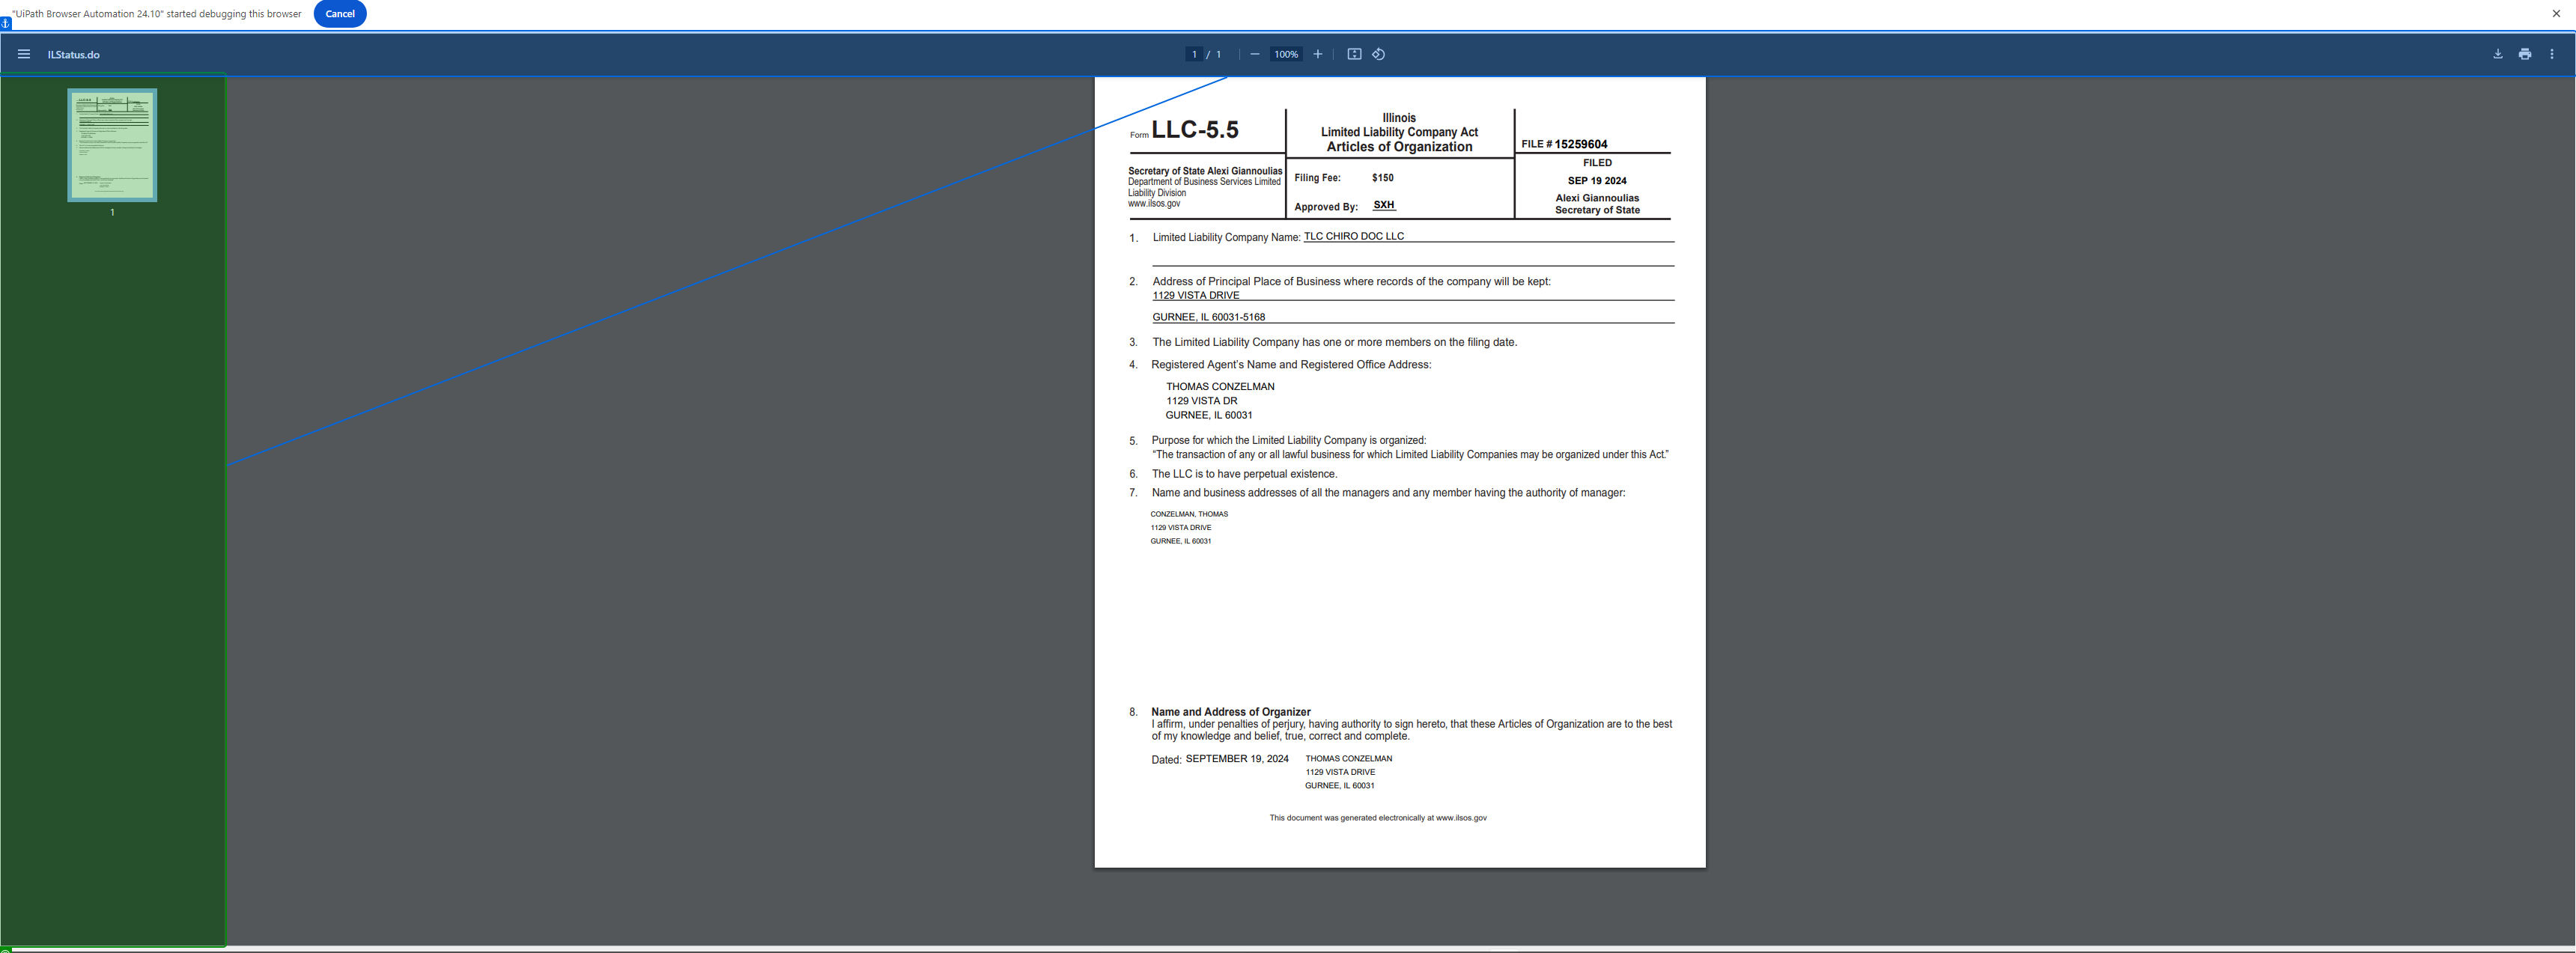 "UiPath Browser Automation 24.10" started debugging this browser
Cancel
ILStatus.do
1 / 1
100%
1
Form LLC-5.5
Secretary of State Alexi Giannoulias
Department of Business Services Limited
Liability Division
www.ilsos.gov
Illinois
Limited Liability Company Act
Articles of Organization
Filing Fee: $150
Approved By: SXH
FILE # 15259604
FILED
SEP 19 2024
Alexi Giannoulias
Secretary of State
1. Limited Liability Company Name: TLC CHIRO DOC LLC
2. Address of Principal Place of Business where records of the company will be kept:
1129 VISTA DRIVE
GURNEE, IL 60031-5168
3. The Limited Liability Company has one or more members on the filing date.
4. Registered Agent's Name and Registered Office Address:
THOMAS CONZELMAN
1129 VISTA DR
GURNEE, IL 60031
5. Purpose for which the Limited Liability Company is organized:
“The transaction of any or all lawful business for which Limited Liability Companies may be organized under this Act.”
6. The LLC is to have perpetual existence.
7. Name and business addresses of all the managers and any member having the authority of manager:
CONZELMAN, THOMAS
1129 VISTA DRIVE
GURNEE, IL 60031
8. Name and Address of Organizer
I affirm, under penalties of perjury, having authority to sign hereto, that these Articles of Organization are to the best
of my knowledge and belief, true, correct and complete.
Dated: SEPTEMBER 19, 2024 THOMAS CONZELMAN
1129 VISTA DRIVE
GURNEE, IL 60031
This document was generated electronically at www.ilsos.gov